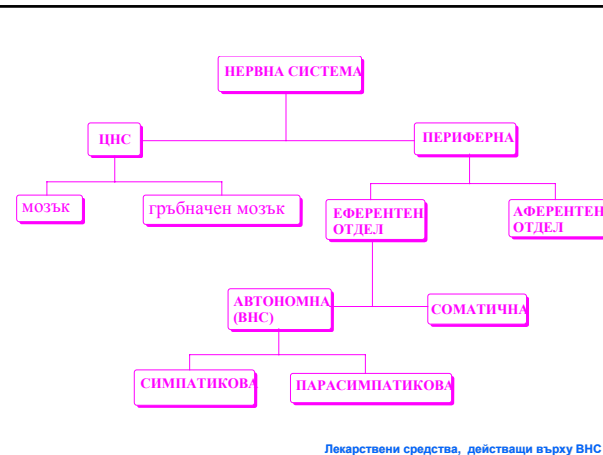 НЕРВНА СИСТЕМА
ЦНС
ПЕРИФЕРНА
мозък
гръбначен мозък
ЕФЕРЕНТЕН
ОТДЕЛ
АФЕРЕНТЕН
ОТДЕЛ
АВТОНОМНА
(ВНС)
СОМАТИЧНА
СИМПАТИКОВА
ПАРАСИМПАТИКОВА
Лекарствени средства, действащи върху ВНС